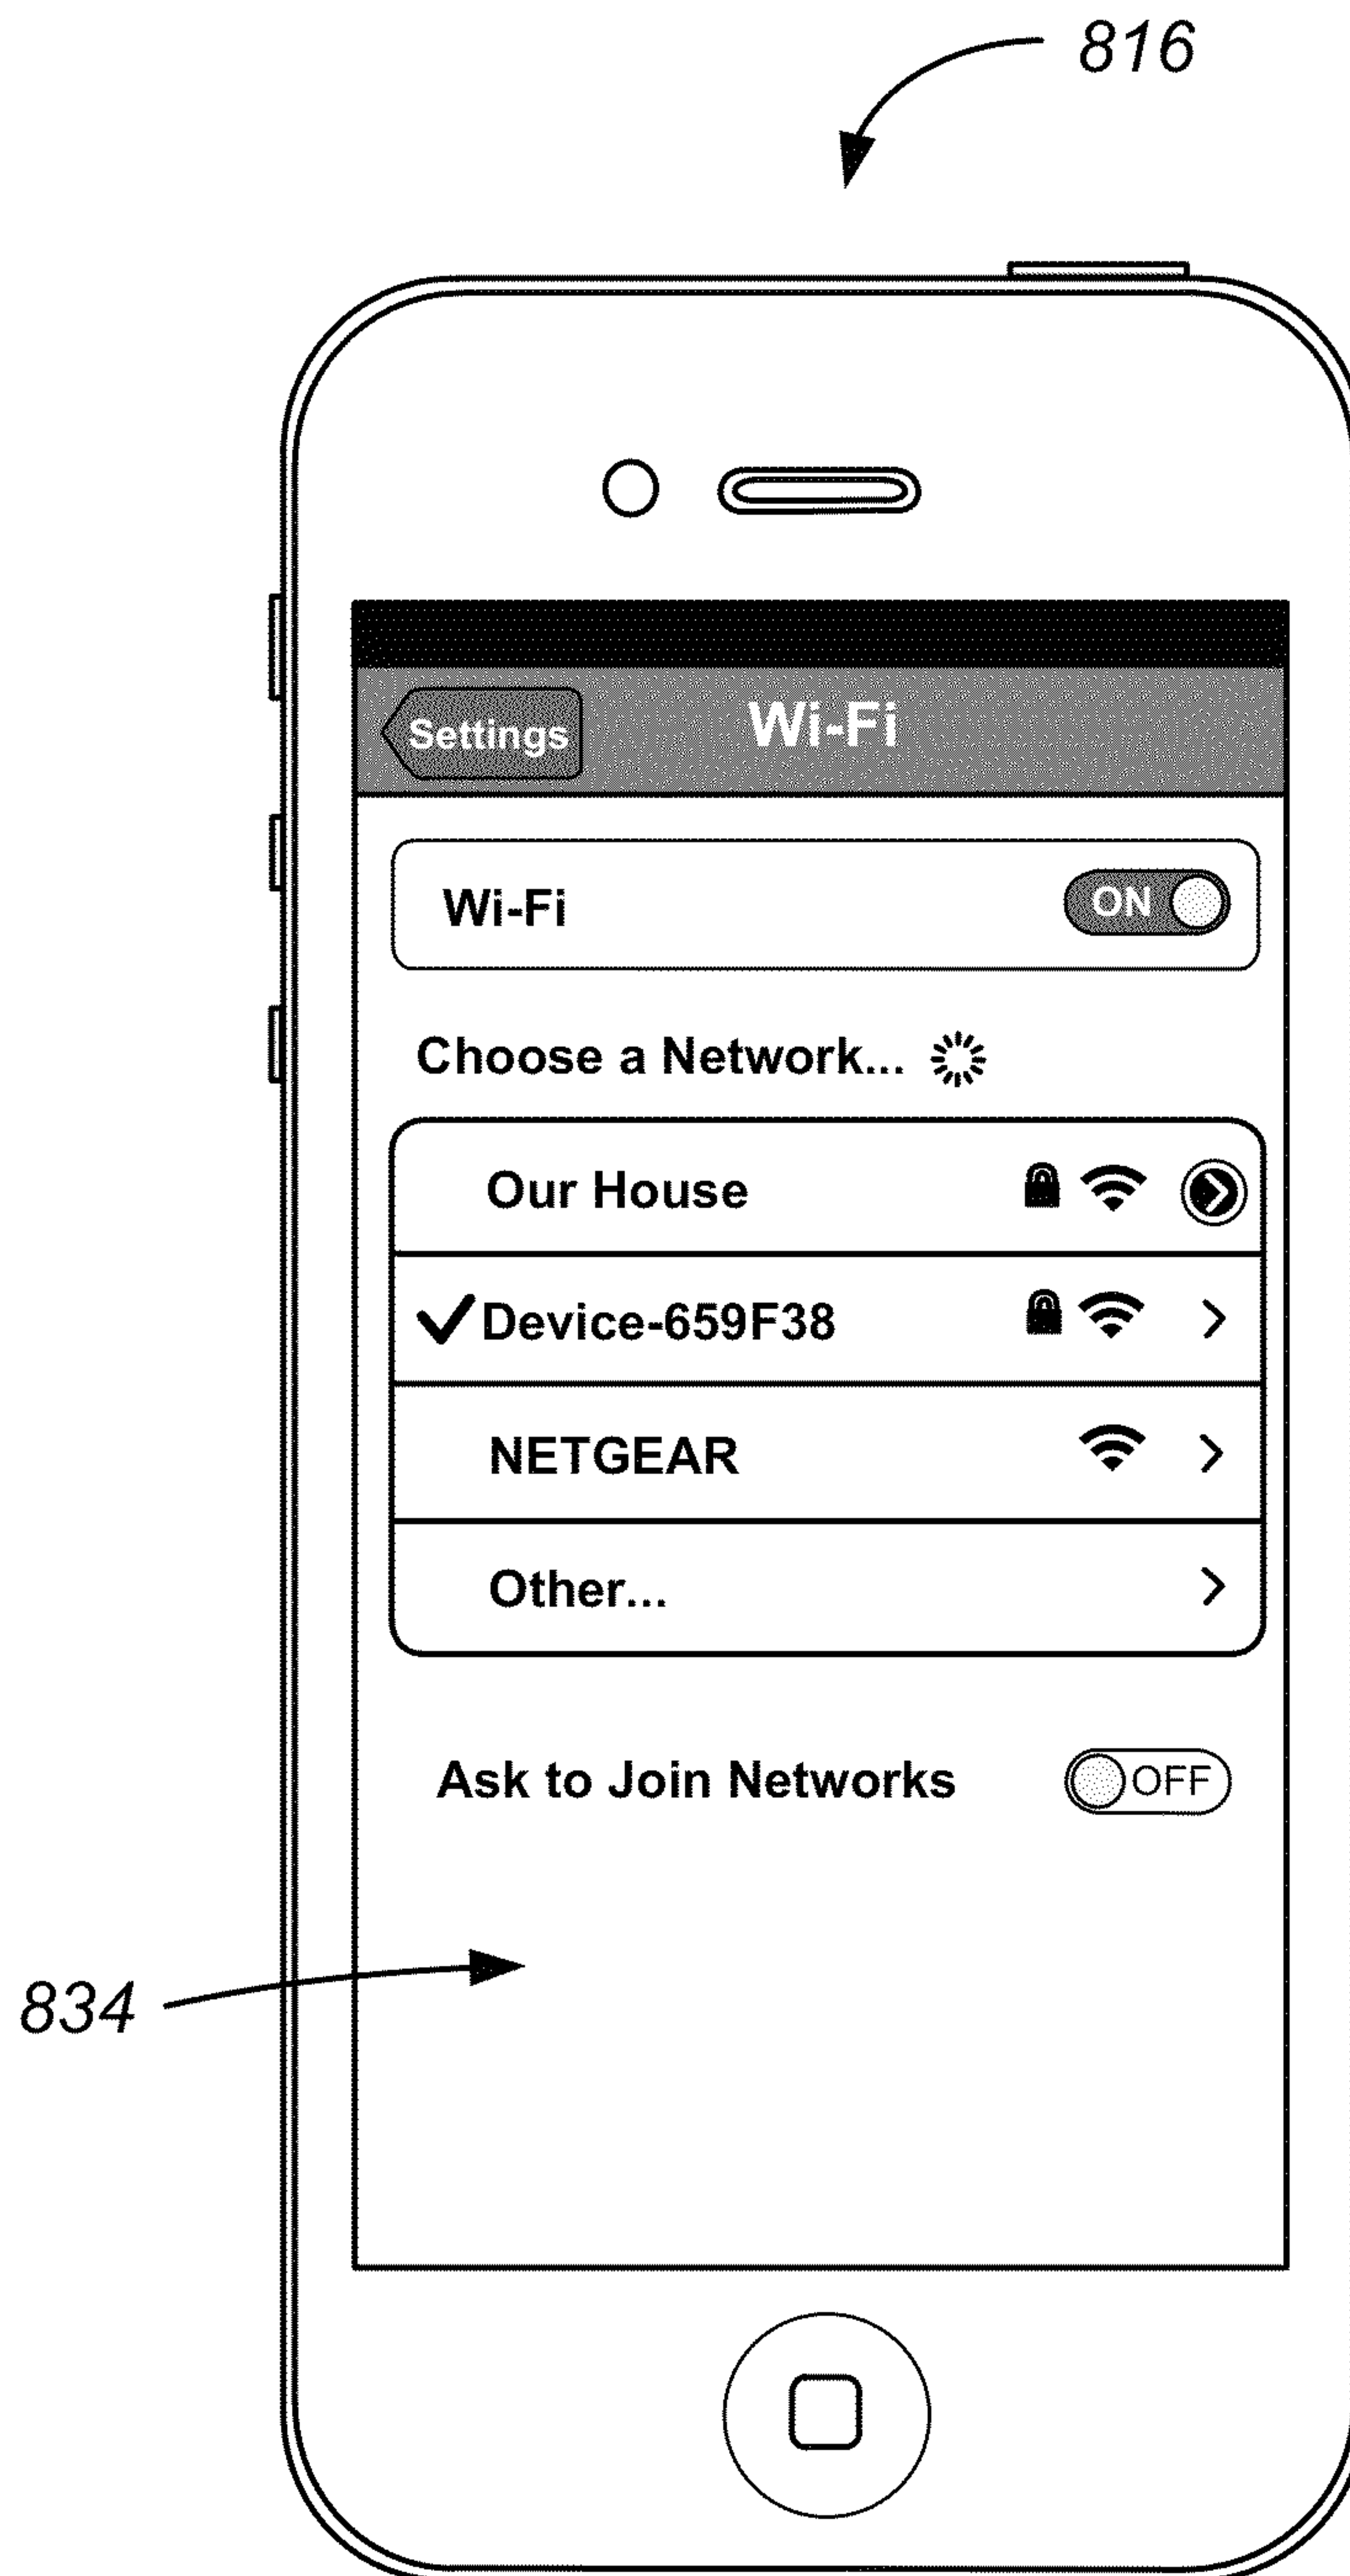 816
Settings
Wi-Fi
Wi-Fi
ON
Choose a Network...
Our House
Device-659F38
NETGEAR
Other...
Ask to Join Networks
OFF
834